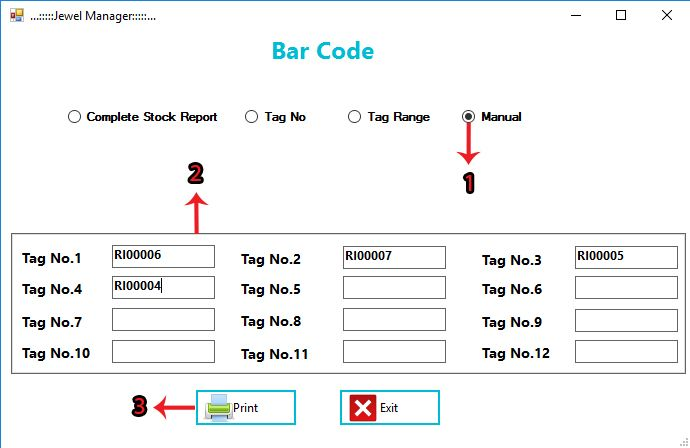 ...:::::Jewel Manager:::::...
Bar Code
Complete Stock Report Tag No Tag Range Manual
2
1
Tag No.1 RI00006 Tag No.2 RI00007 Tag No.3 RI00005
Tag No.4 RI00004 Tag No.5 Tag No.6
Tag No.7 Tag No.8 Tag No.9
Tag No.10 Tag No.11 Tag No.12
3 Print Exit